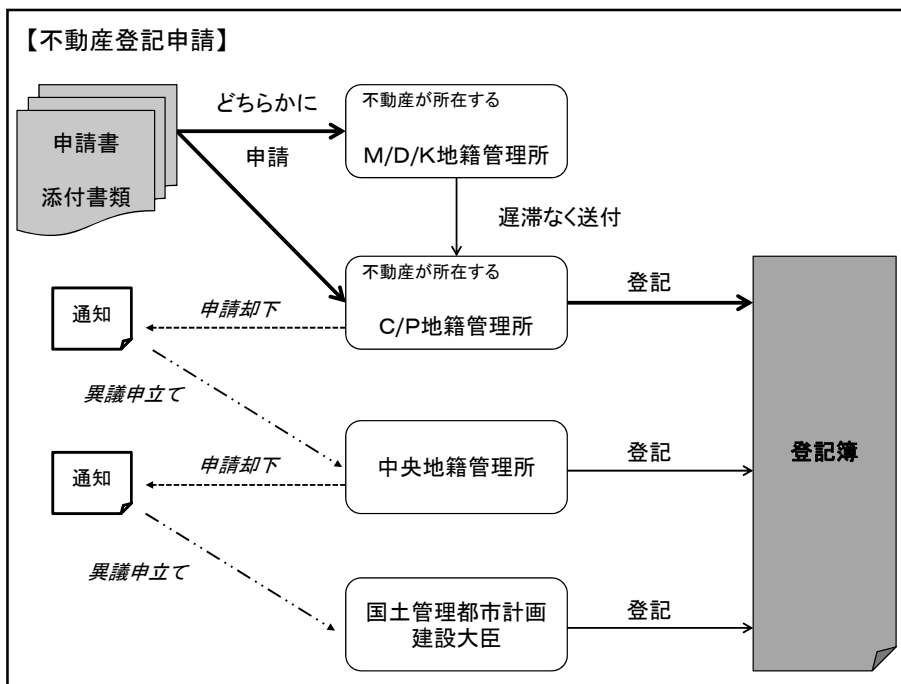 【不動産登記申請】
申請書
添付書類
どちらかに
申請
不動産が所在する
M/D/K地籍管理所
遅滞なく送付
不動産が所在する
C/P地籍管理所
登記
通知
申請却下
異議申立て
中央地籍管理所
登記
登記簿
通知
申請却下
異議申立て
国土管理都市計画
建設大臣
登記